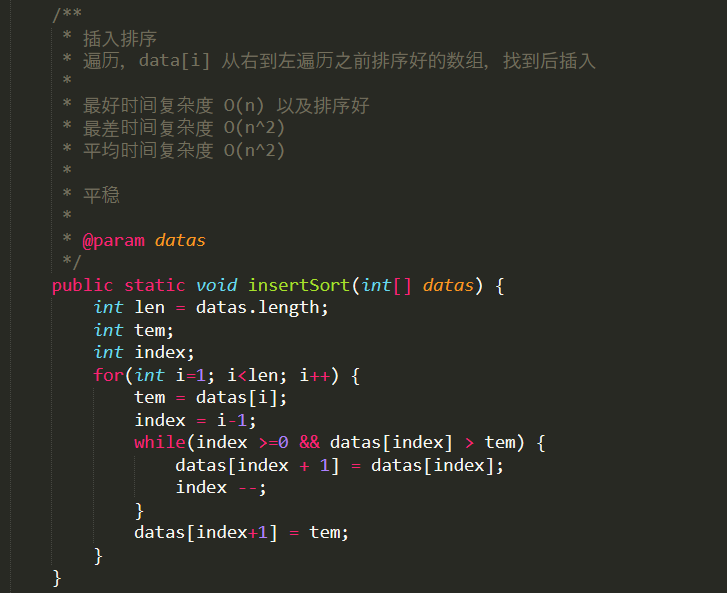 /**
 * 插入排序
 * 遍历, data[i] 从右到左遍历之前排序好的数组, 找到后插入
 *
 * 最好时间复杂度 O(n) 以及排序好
 * 最差时间复杂度 O(n^2)
 * 平均时间复杂度 O(n^2)
 *
 * 平稳
 *
 * @param datas
 */
public static void insertSort(int[] datas) {
    int len = datas.length;
    int tem;
    int index;
    for(int i=1; i<len; i++) {
        tem = datas[i];
        index = i-1;
        while(index >=0 && datas[index] > tem) {
            datas[index + 1] = datas[index];
            index --;
        }
        datas[index+1] = tem;
    }
}